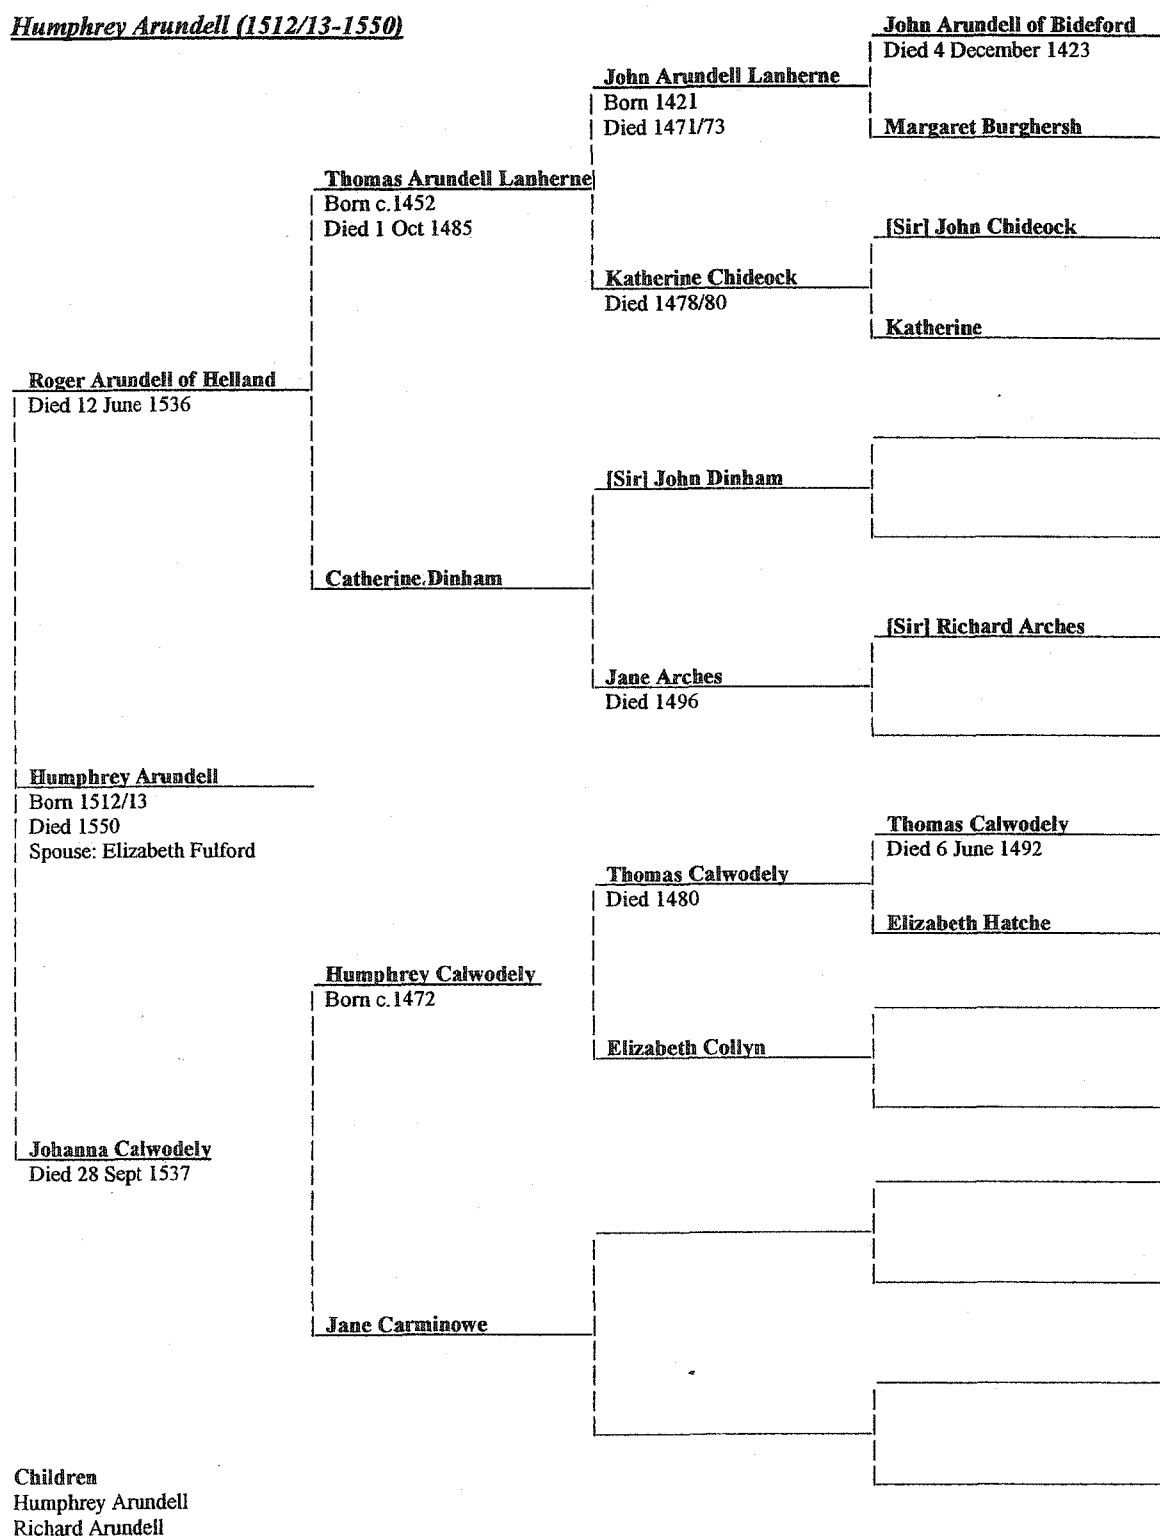 Humphrey Arundell (1512/13-1550)
John Arundell of Bideford
Died 4 December 1423
John Arundell Lanherne
Born 1421
Died 1471/73
Margaret Burghersh
Thomas Arundell Lanherne
Born c.1452
Died 1 Oct 1485
[Sir] John Chideock
Katherine Chideock
Died 1478/80
Katherine
Roger Arundell of Helland
Died 12 June 1536
[Sir] John Dinham
Catherine Dinham
[Sir] Richard Arches
Jane Arches
Died 1496
Humphrey Arundell
Born 1512/13
Died 1550
Spouse: Elizabeth Fulford
Thomas Calwodely
Died 6 June 1492
Thomas Calwodely
Died 1480
Elizabeth Hatche
Humphrey Calwodely
Born c.1472
Elizabeth Collyn
Johanna Calwodely
Died 28 Sept 1537
Jane Carminowe
Children
Humphrey Arundell
Richard Arundell